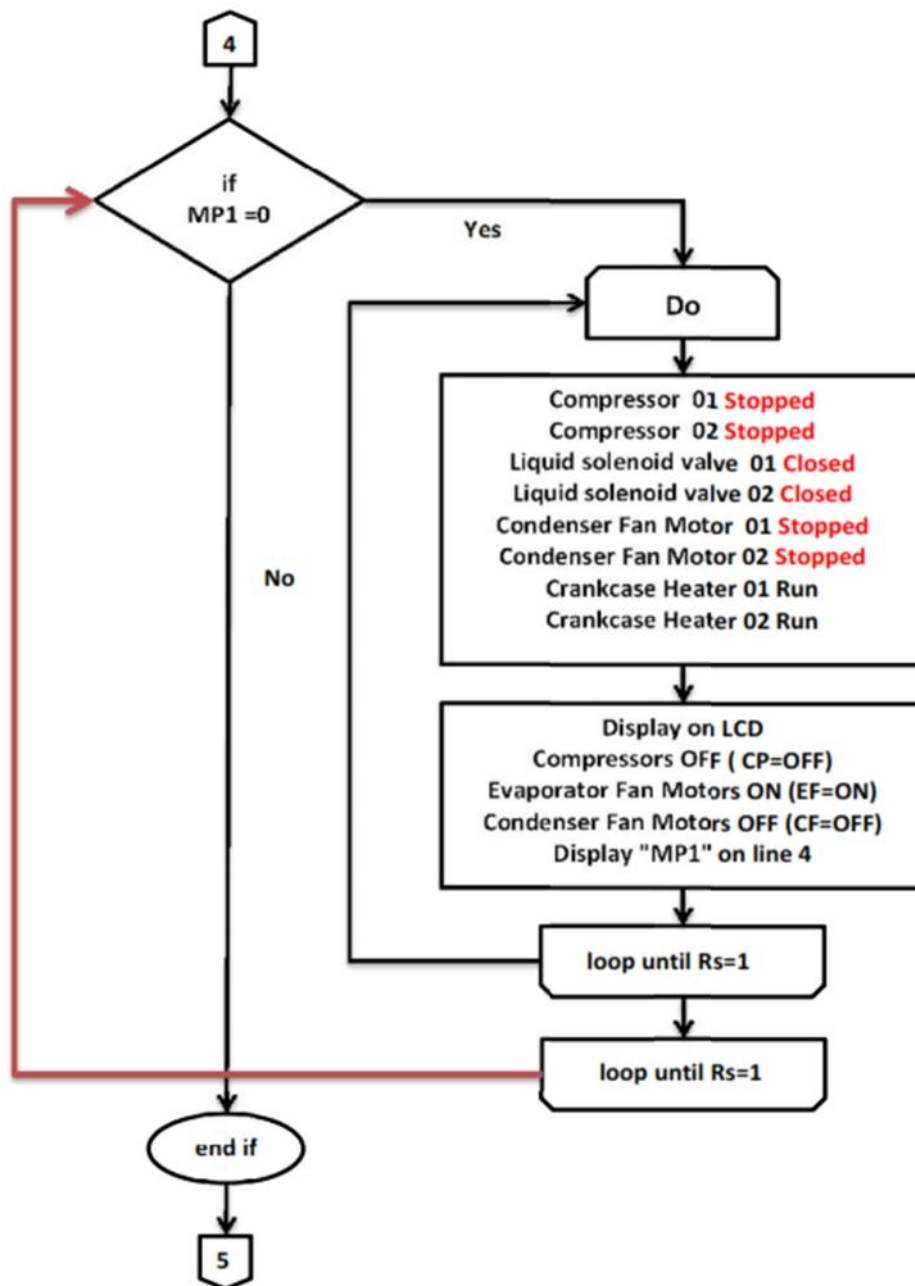 4
if
MP1 =0
Yes
Do
Compressor 01 Stopped
Compressor 02 Stopped
Liquid solenoid valve 01 Closed
Liquid solenoid valve 02 Closed
Condenser Fan Motor 01 Stopped
Condenser Fan Motor 02 Stopped
Crankcase Heater 01 Run
Crankcase Heater 02 Run
No
Display on LCD
Compressors OFF ( CP=OFF)
Evaporator Fan Motors ON (EF=ON)
Condenser Fan Motors OFF (CF=OFF)
Display "MP1" on line 4
loop until Rs=1
loop until Rs=1
end if
5